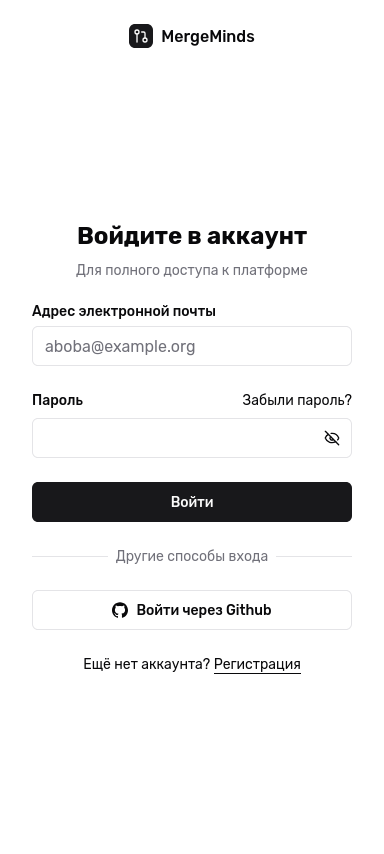 MergeMinds
Войдите в аккаунт
Для полного доступа к платформе
Адрес электронной почты
aboba@example.org
Пароль
Забыли пароль?
Войти
Другие способы входа
Войти через Github
Ещё нет аккаунта? Регистрация